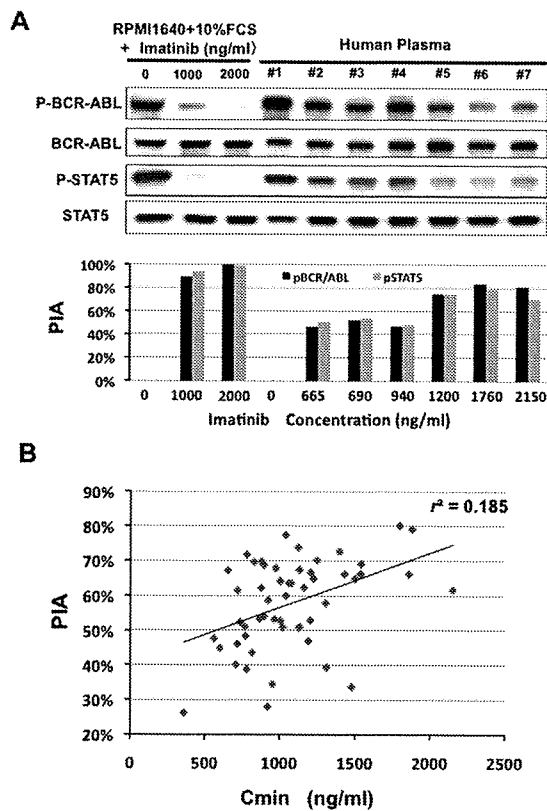 A
RPMI1640+10%FCS
+ Imatinib (ng/ml)
Human Plasma
0 1000 2000 #1 #2 #3 #4 #5 #6 #7
P-BCR-ABL
BCR-ABL
P-STAT5
STAT5
100%
80%
60%
40%
20%
0%
PIA
pBCR/ABL pSTAT5
0 1000 2000 0 665 690 940 1200 1760 2150
Imatinib Concentration (ng/ml)
B
90%
80%
70%
60%
50%
40%
30%
20%
PIA
r² = 0.185
0 500 1000 1500 2000 2500
Cmin (ng/ml)